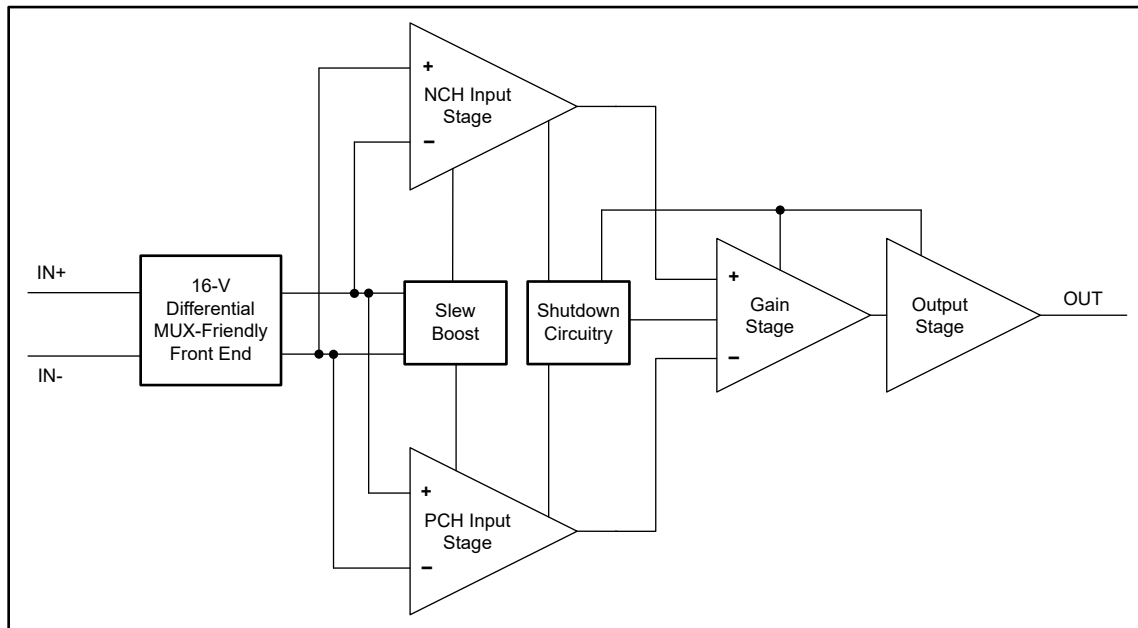 +
NCH Input
Stage
−
IN+
IN-
16-V
Differential
MUX-Friendly
Front End
Slew
Boost
Shutdown
Circuitry
+
Gain
Stage
−
Output
Stage
OUT
+
PCH Input
Stage
−